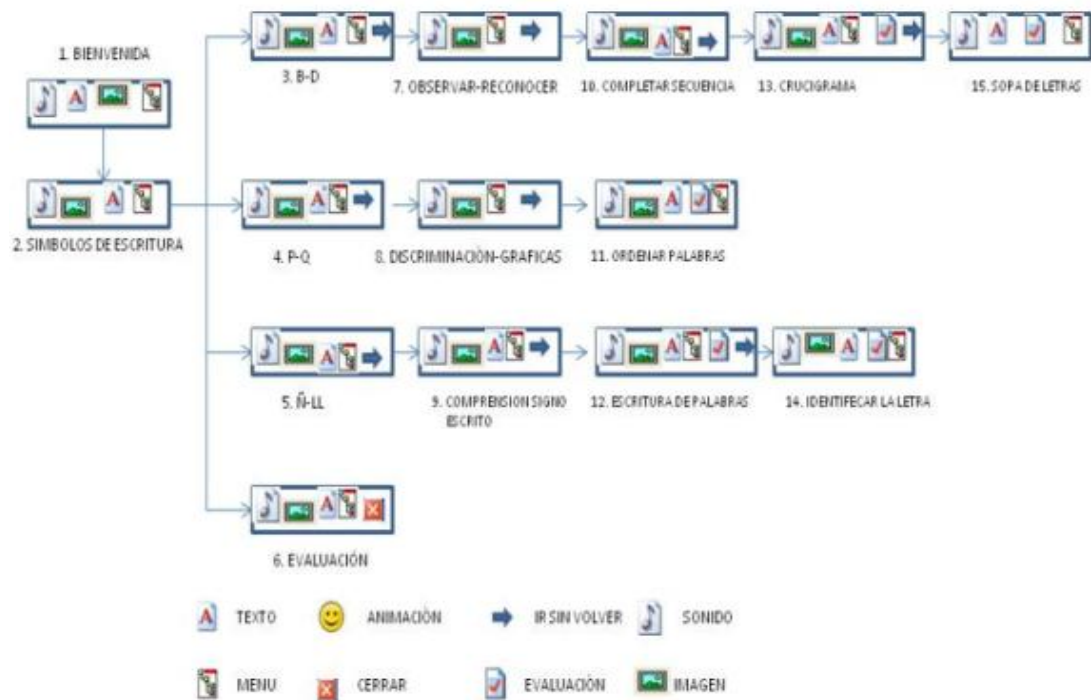 1. BIENVENIDA
2. SIMBOLOS DE ESCRITURA
3. B-D
7. OBSERVAR-RECONOCER
10. COMPLETAR SECUENCIA
13. CRUCIGRAMA
15. SOPA DE LETRAS
4. P-Q
8. DISCRIMINACIÒN-GRAFICAS
11. ORDENAR PALABRAS
5. Ñ-LL
9. COMPRENSION SIGNO
ESCRITO
12. ESCRITURA DE PALABRAS
14. IDENTIFECAR LA LETRA
6. EVALUACIÓN
TEXTO
ANIMACIÒN
IR SIN VOLVER
SONIDO
MENU
CERRAR
EVALUACIÒN
IMAGEN